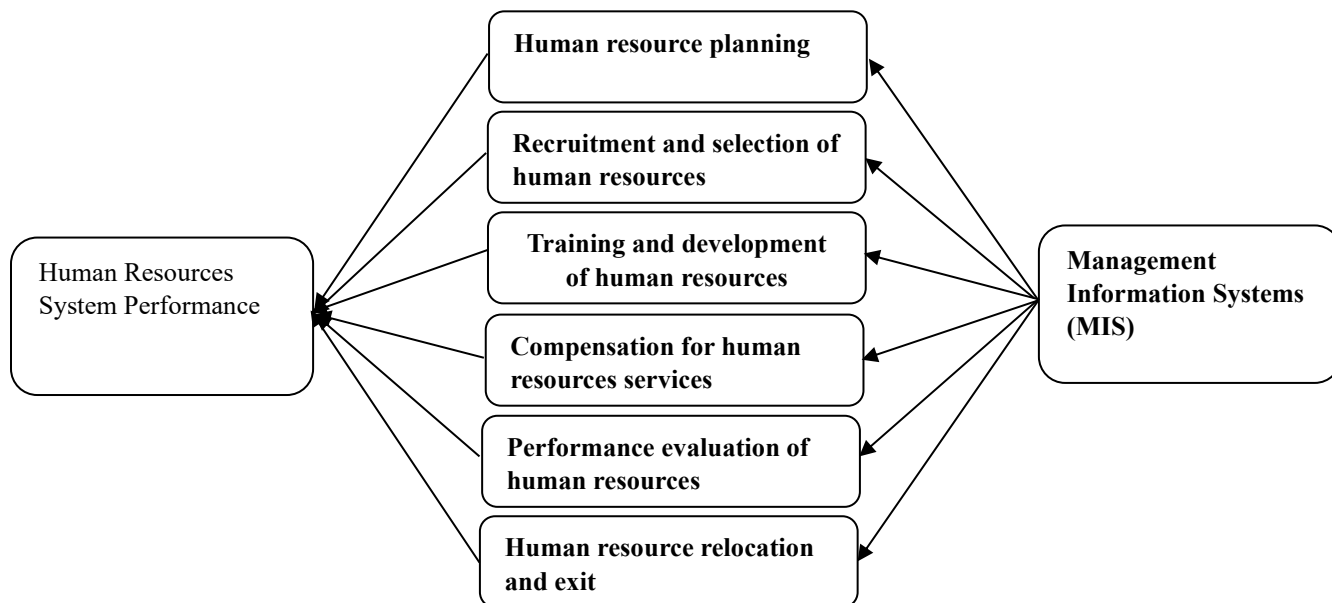 Human resource planning
Recruitment and selection of
human resources
Training and development
of human resources
Human Resources
System Performance
Management
Information Systems
(MIS)
Compensation for human
resources services
Performance evaluation of
human resources
Human resource relocation
and exit